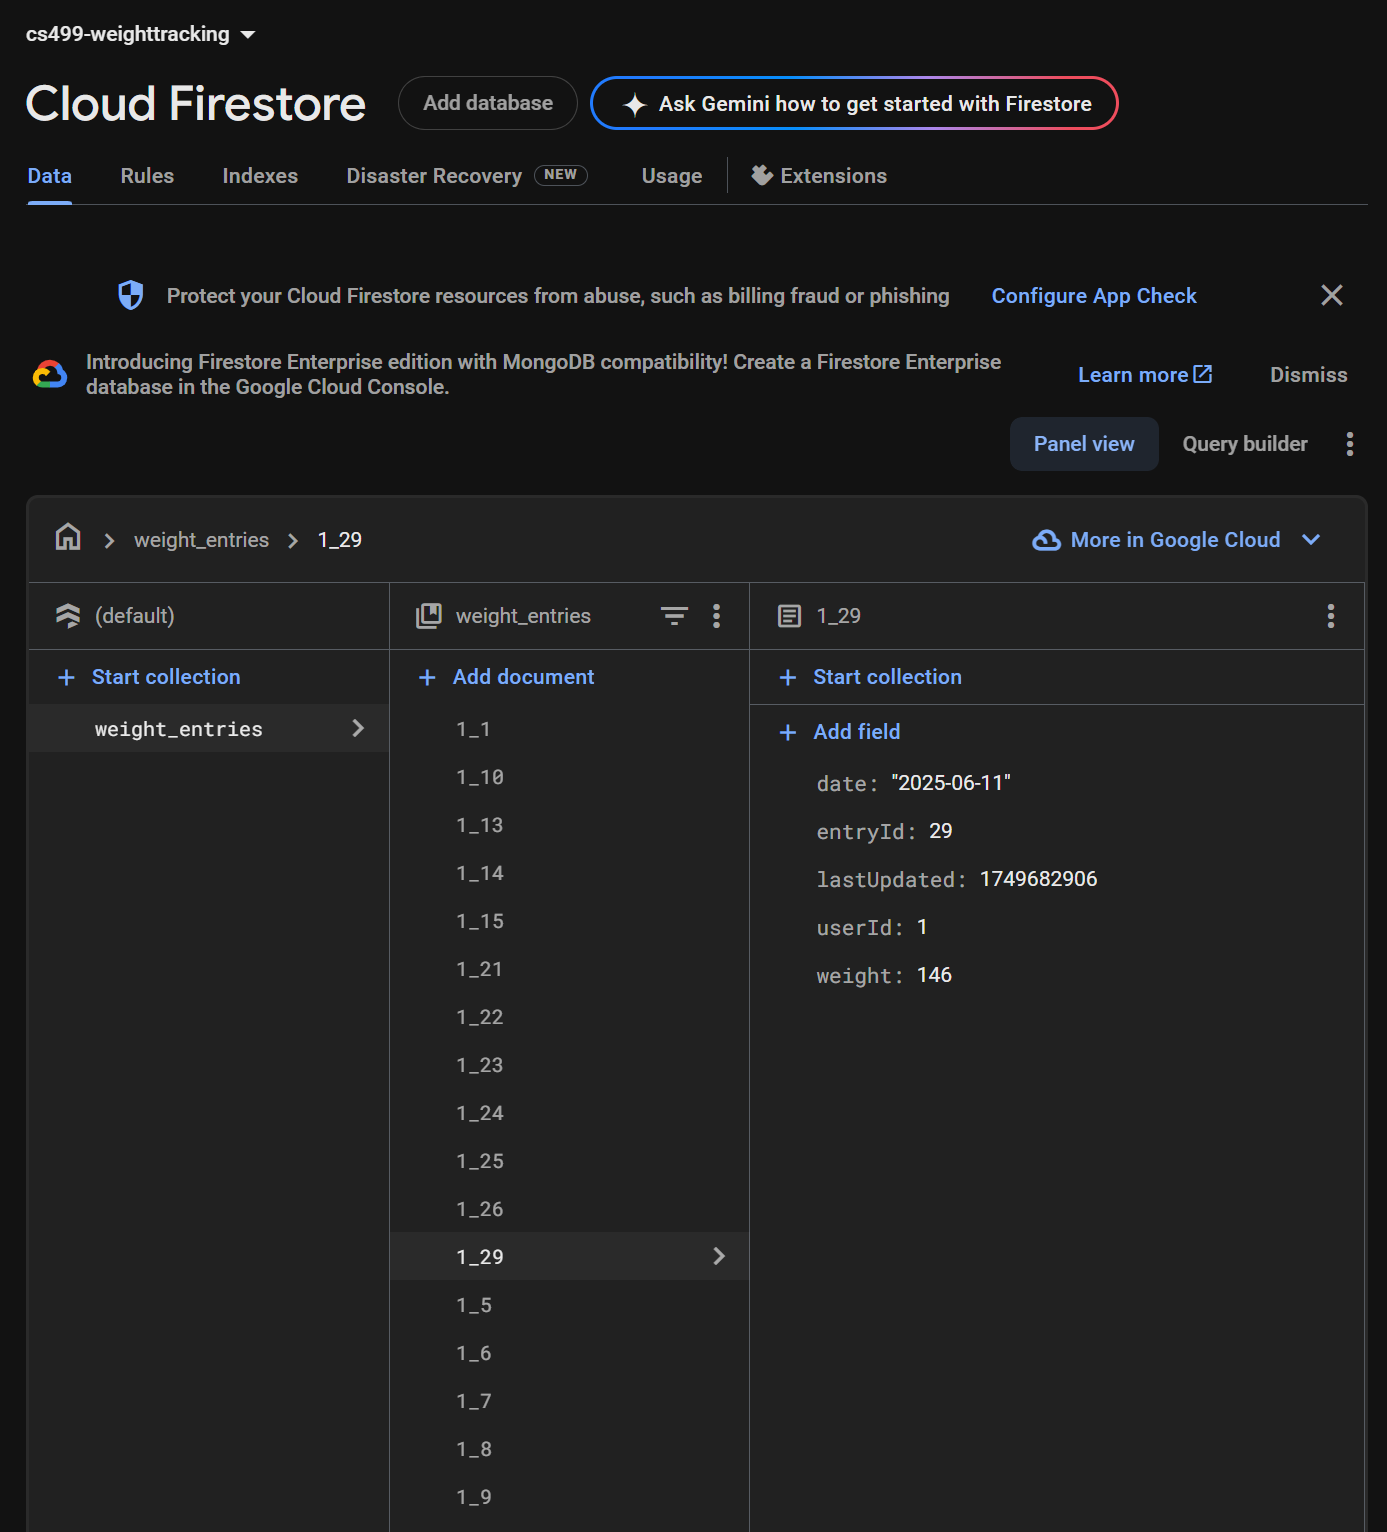 cs499-weighttracking
Cloud Firestore
Add database
Ask Gemini how to get started with Firestore
Data
Rules
Indexes
Disaster Recovery NEW
Usage
Extensions
Protect your Cloud Firestore resources from abuse, such as billing fraud or phishing
Configure App Check
Introducing Firestore Enterprise edition with MongoDB compatibility! Create a Firestore Enterprise
database in the Google Cloud Console.
Learn more
Dismiss
Panel view
Query builder
weight_entries
1_29
More in Google Cloud
(default)
Start collection
weight_entries
weight_entries
Add document
1_1
1_10
1_13
1_14
1_15
1_21
1_22
1_23
1_24
1_25
1_26
1_29
1_5
1_6
1_7
1_8
1_9
1_29
Start collection
Add field
date: "2025-06-11"
entryId: 29
lastUpdated: 1749682906
userId: 1
weight: 146